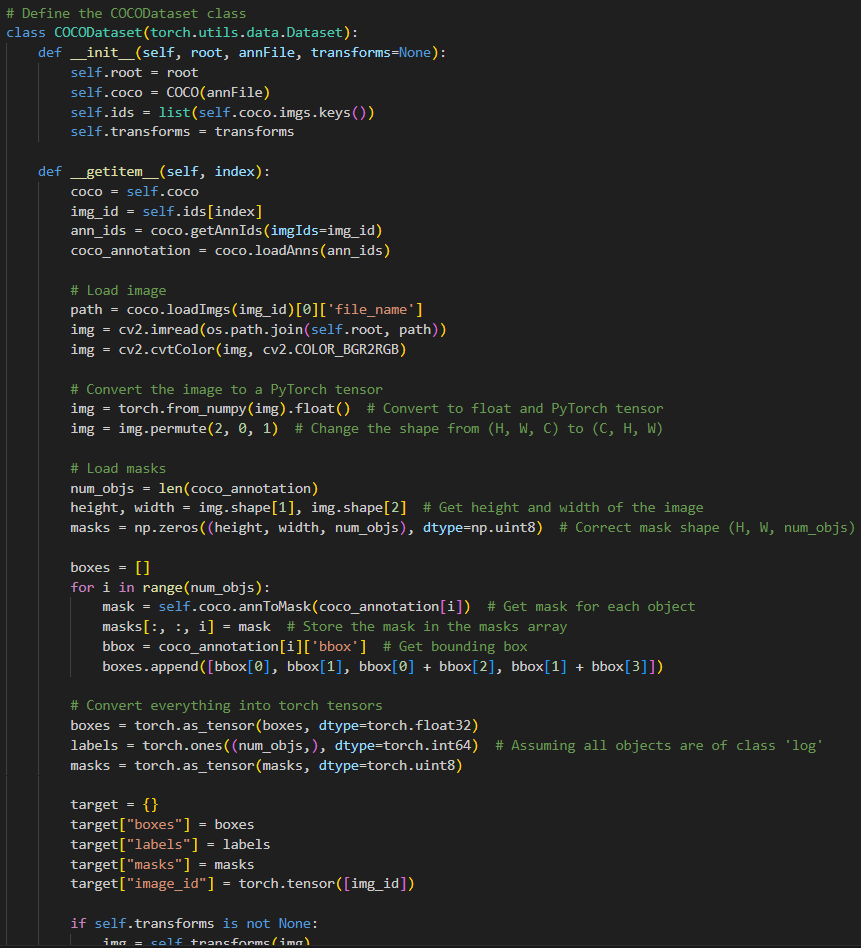 # Define the COCODataset class
class COCODataset(torch.utils.data.Dataset):
    def __init__(self, root, annFile, transforms=None):
        self.root = root
        self.coco = COCO(annFile)
        self.ids = list(self.coco.imgs.keys())
        self.transforms = transforms

    def __getitem__(self, index):
        coco = self.coco
        img_id = self.ids[index]
        ann_ids = coco.getAnnIds(imgIds=img_id)
        coco_annotation = coco.loadAnns(ann_ids)

        # Load image
        path = coco.loadImgs(img_id)[0]['file_name']
        img = cv2.imread(os.path.join(self.root, path))
        img = cv2.cvtColor(img, cv2.COLOR_BGR2RGB)

        # Convert the image to a PyTorch tensor
        img = torch.from_numpy(img).float()  # Convert to float and PyTorch tensor
        img = img.permute(2, 0, 1)  # Change the shape from (H, W, C) to (C, H, W)

        # Load masks
        num_objs = len(coco_annotation)
        height, width = img.shape[1], img.shape[2]  # Get height and width of the image
        masks = np.zeros((height, width, num_objs), dtype=np.uint8)  # Correct mask shape (H, W, num_objs)

        boxes = []
        for i in range(num_objs):
            mask = self.coco.annToMask(coco_annotation[i])  # Get mask for each object
            masks[:, :, i] = mask  # Store the mask in the masks array
            bbox = coco_annotation[i]['bbox']  # Get bounding box
            boxes.append([bbox[0], bbox[1], bbox[0] + bbox[2], bbox[1] + bbox[3]])

        # Convert everything into torch tensors
        boxes = torch.as_tensor(boxes, dtype=torch.float32)
        labels = torch.ones((num_objs,), dtype=torch.int64)  # Assuming all objects are of class 'log'
        masks = torch.as_tensor(masks, dtype=torch.uint8)

        target = {}
        target["boxes"] = boxes
        target["labels"] = labels
        target["masks"] = masks
        target["image_id"] = torch.tensor([img_id])

        if self.transforms is not None:
            img = self.transforms(img)